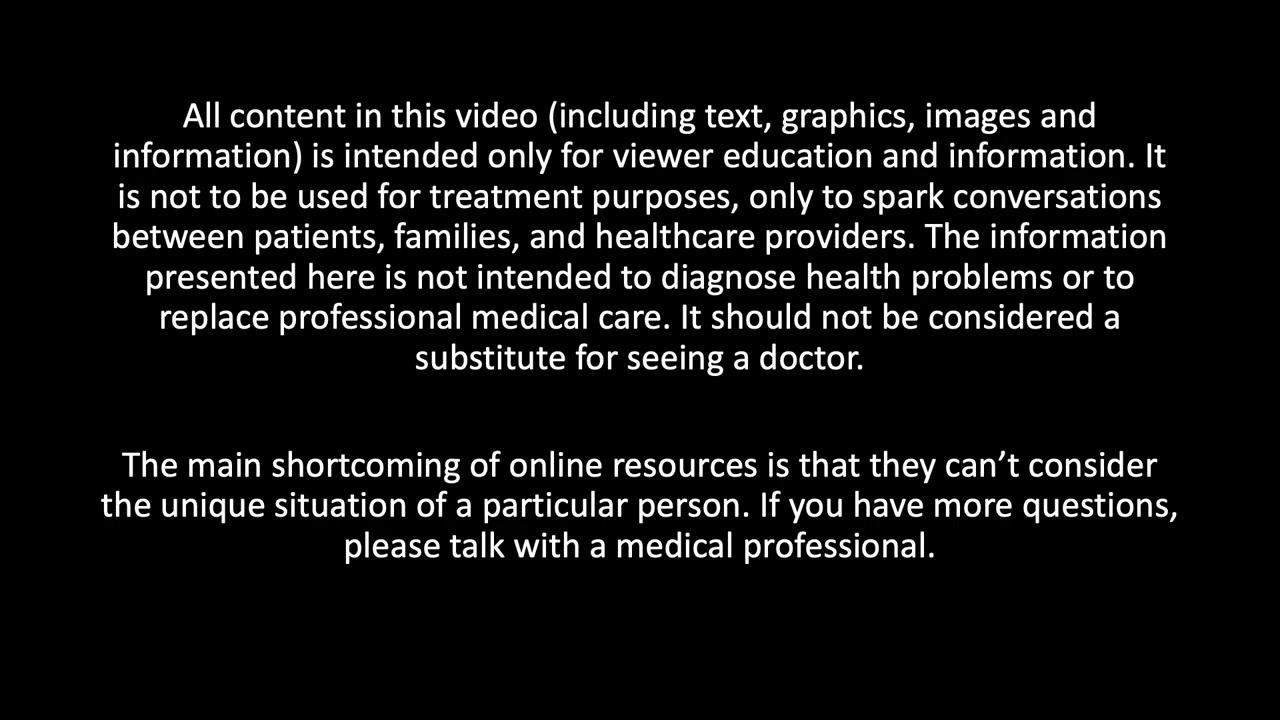 All content in this video (including text, graphics, images and
information) is intended only for viewer education and information. It
is not to be used for treatment purposes, only to spark conversations
between patients, families, and healthcare providers. The information
presented here is not intended to diagnose health problems or to
replace professional medical care. It should not be considered a
substitute for seeing a doctor.
The main shortcoming of online resources is that they can’t consider
the unique situation of a particular person. If you have more questions,
please talk with a medical professional.